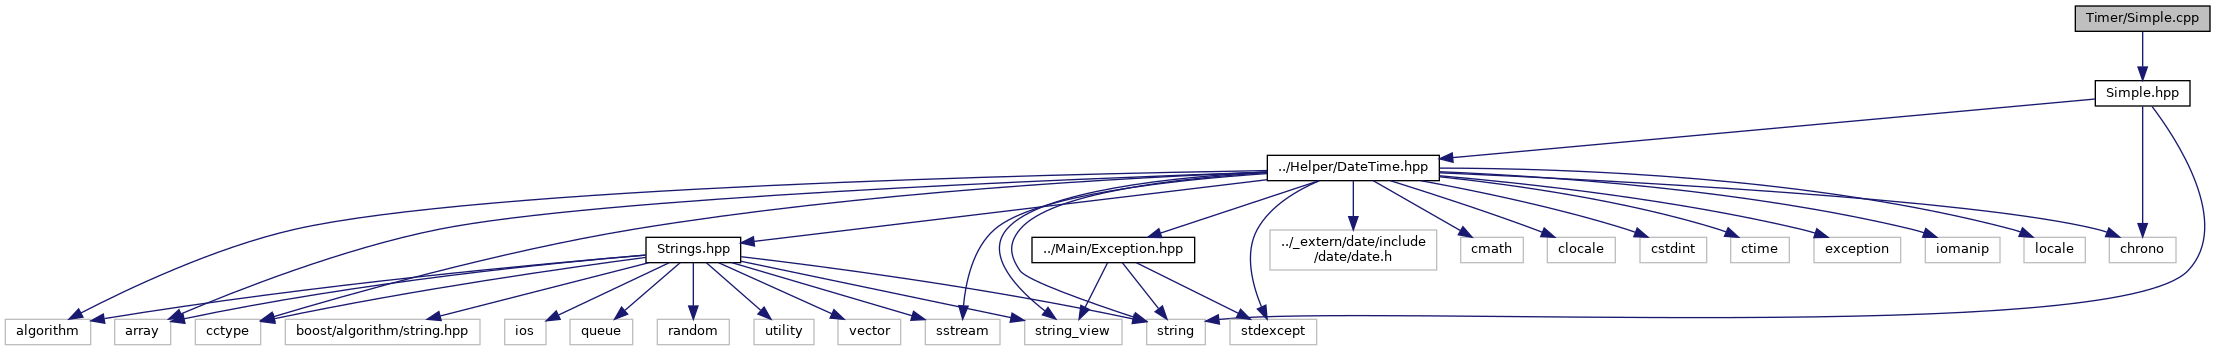 Timer/Simple.cpp
Simple.hpp
../Helper/DateTime.hpp
Strings.hpp
../Main/Exception.hpp
../_extern/date/include
/date/date.h
cmath
clocale
cstdint
ctime
exception
iomanip
locale
chrono
algorithm
array
cctype
boost/algorithm/string.hpp
ios
queue
random
utility
vector
sstream
string_view
string
stdexcept